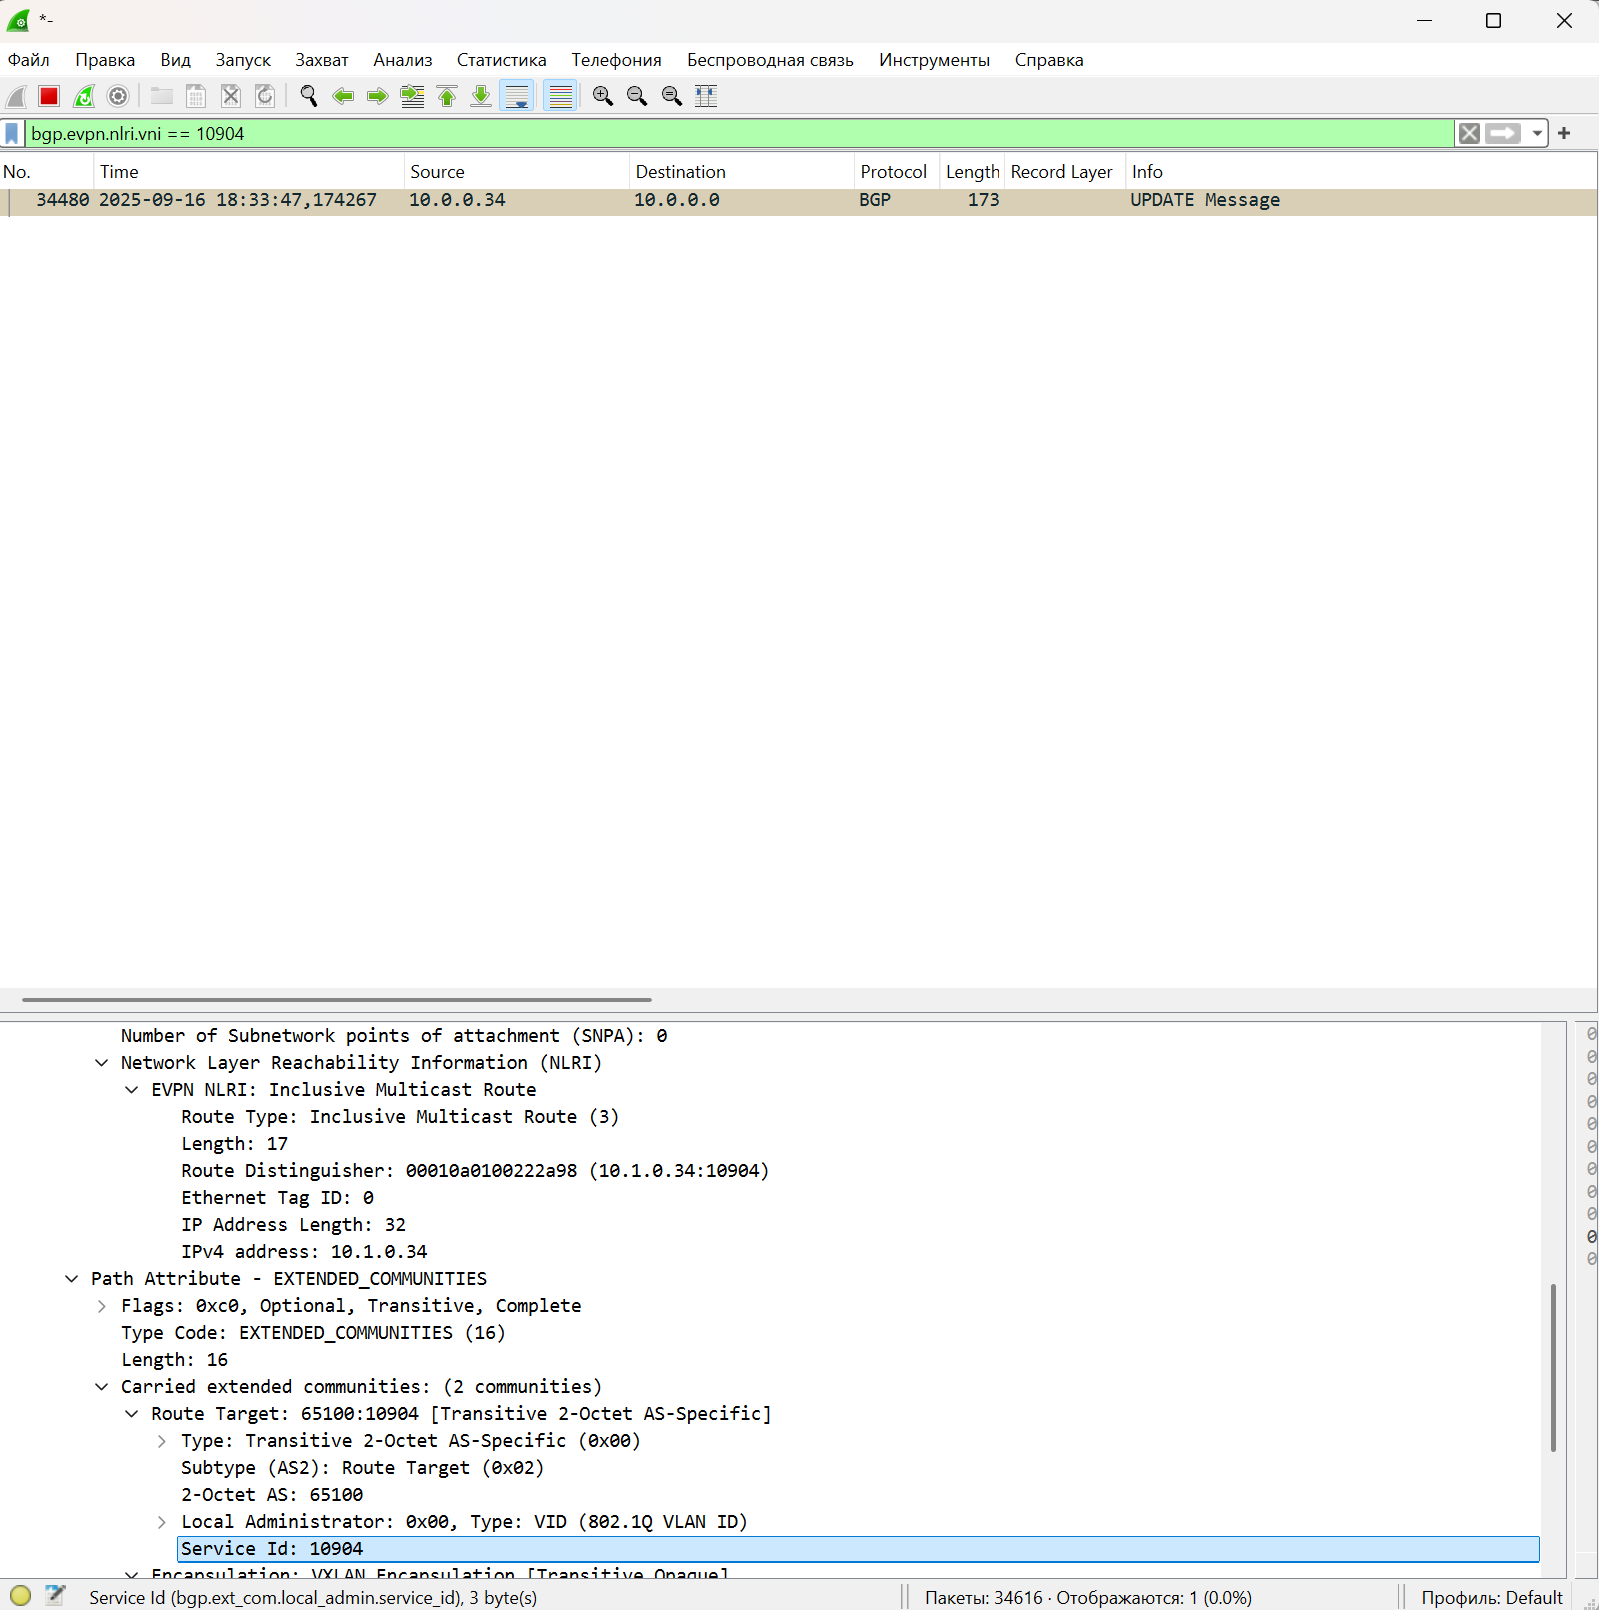 *-
Файл Правка Вид Запуск Захват Анализ Статистика Телефония Беспроводная связь Инструменты Справка
bgp.evpn.nlri.vni == 10904
No. Time Source Destination Protocol Length Record Layer Info
34480 2025-09-16 18:33:47,174267 10.0.0.34 10.0.0.0 BGP 173 UPDATE Message
Number of Subnetwork points of attachment (SNPA): 0
Network Layer Reachability Information (NLRI)
EVPN NLRI: Inclusive Multicast Route
Route Type: Inclusive Multicast Route (3)
Length: 17
Route Distinguisher: 00010a0100222a98 (10.1.0.34:10904)
Ethernet Tag ID: 0
IP Address Length: 32
IPv4 address: 10.1.0.34
Path Attribute - EXTENDED_COMMUNITIES
Flags: 0xc0, Optional, Transitive, Complete
Type Code: EXTENDED_COMMUNITIES (16)
Length: 16
Carried extended communities: (2 communities)
Route Target: 65100:10904 [Transitive 2-Octet AS-Specific]
Type: Transitive 2-Octet AS-Specific (0x00)
Subtype (AS2): Route Target (0x02)
2-Octet AS: 65100
Local Administrator: 0x00, Type: VID (802.1Q VLAN ID)
Service Id: 10904
Encapsulation: VXLAN Encapsulation [Transitive Opaque]
Service Id (bgp.ext_com.local_admin.service_id), 3 byte(s) Пакеты: 34616 · Отображаются: 1 (0.0%) Профиль: Default